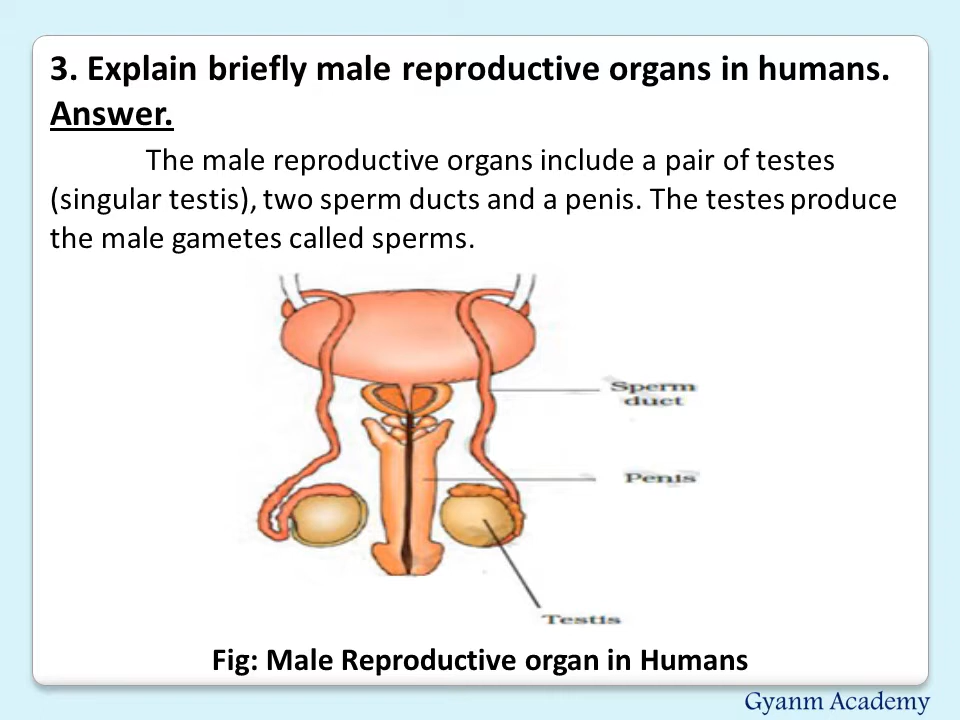 3. Explain briefly male reproductive organs in humans.
Answer.
The male reproductive organs include a pair of testes
(singular testis), two sperm ducts and a penis. The testes produce
the male gametes called sperms.
Sperm
duct
Penis
Testis
Fig: Male Reproductive organ in Humans
Gyanm Academy